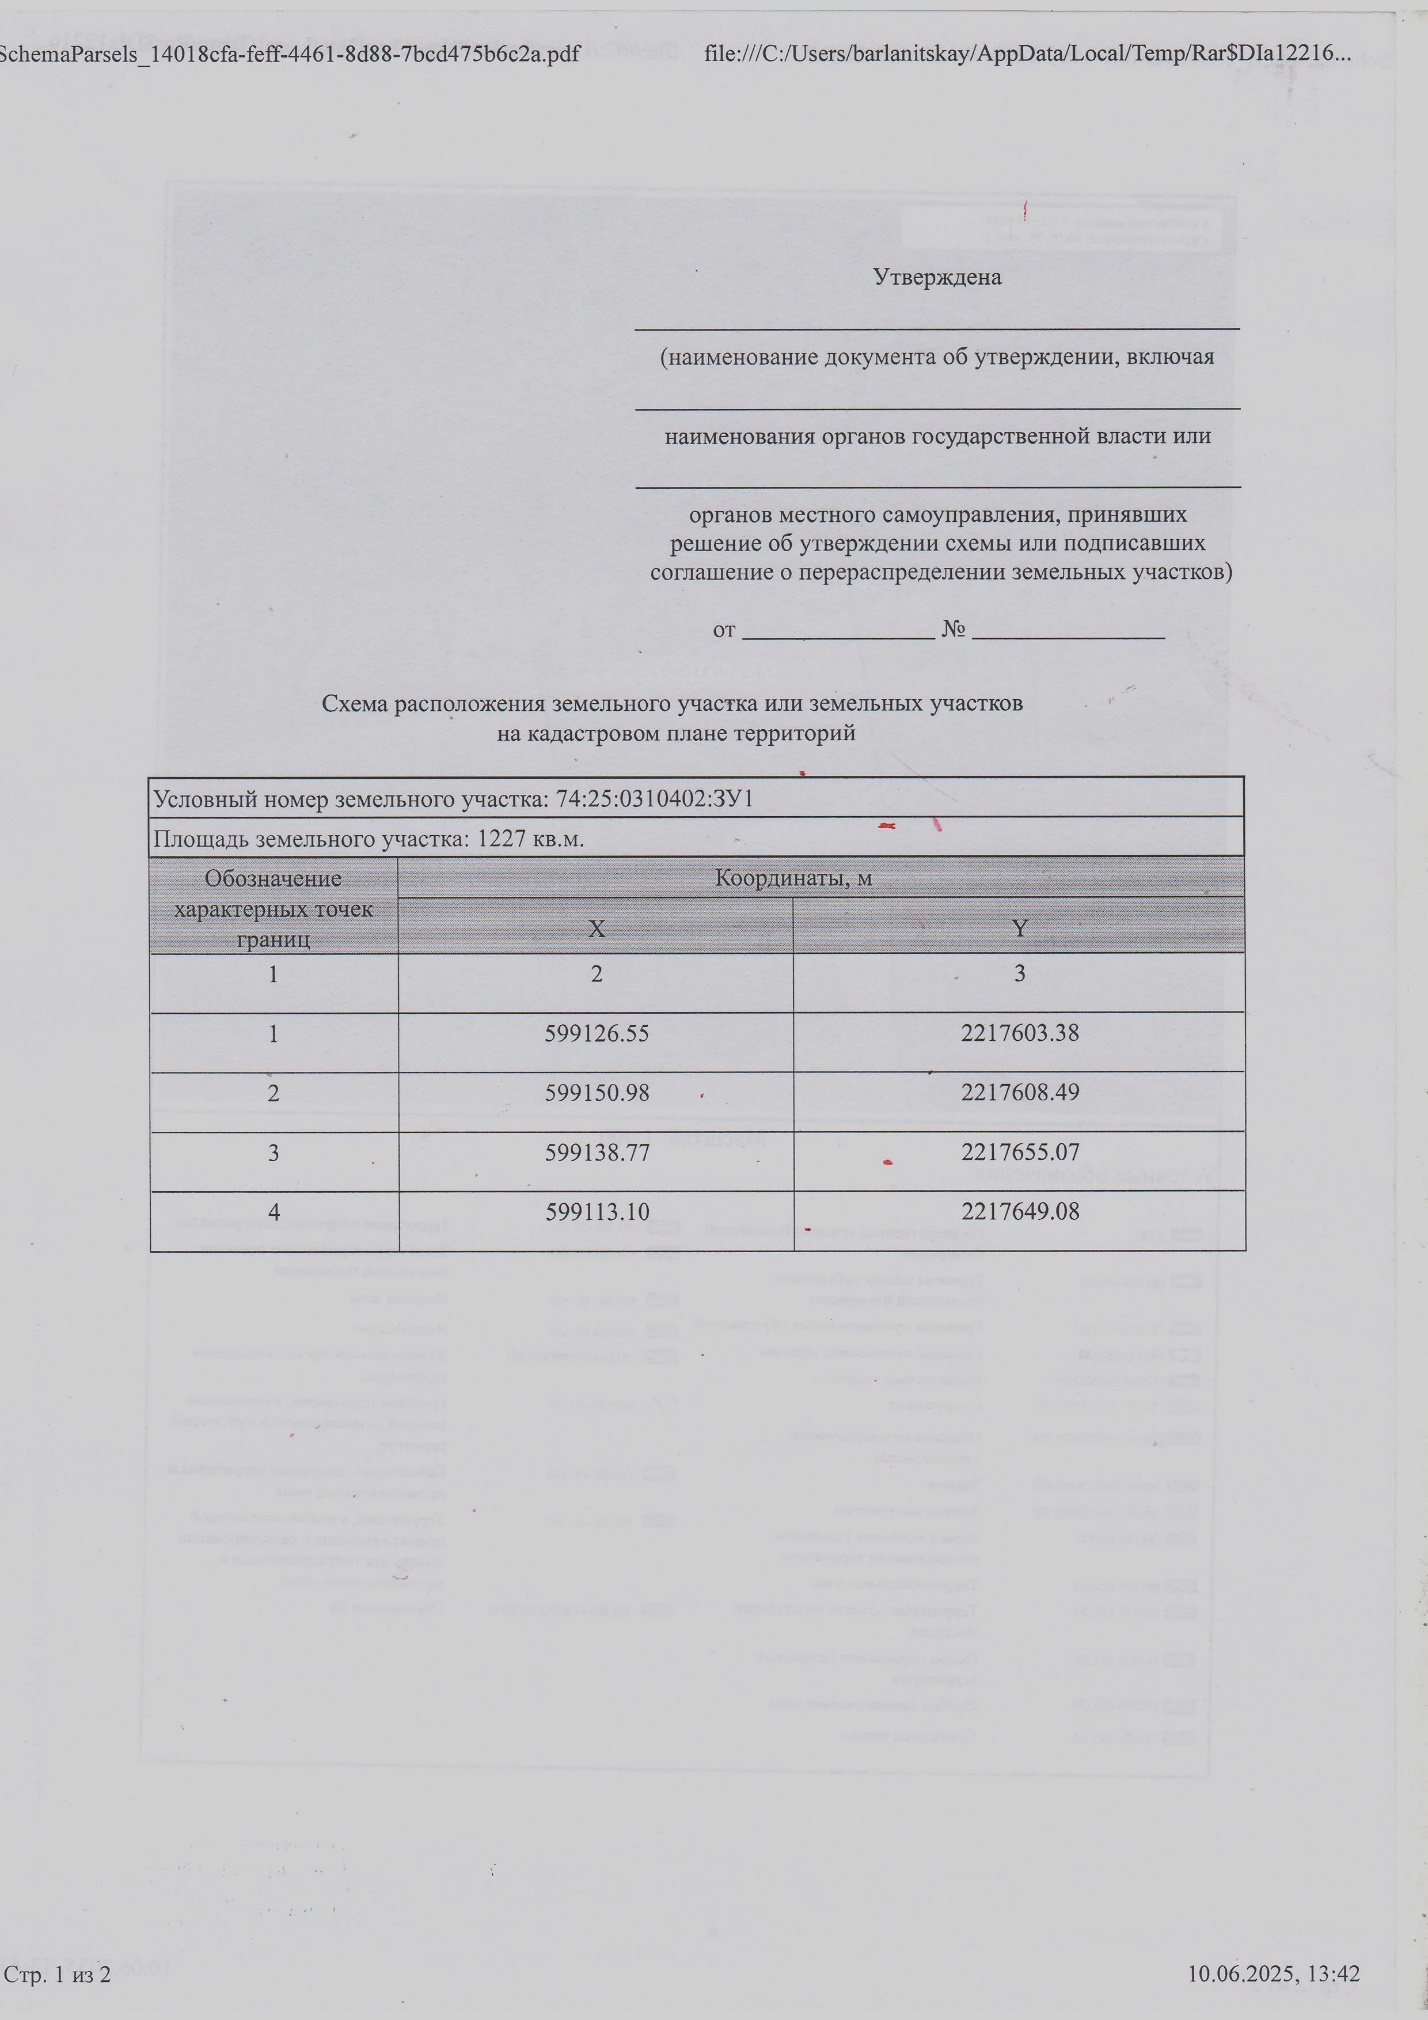 SchemaParsels_14018cfa-feff-4461-8d88-7bcd475b6c2a.pdf file:///C:/Users/barlanitskay/AppData/Local/Temp/Rar$DIa12216...
Утверждена
(наименование документа об утверждении, включая
наименования органов государственной власти или
органов местного самоуправления, принявших
решение об утверждении схемы или подписавших
соглашение о перераспределении земельных участков)
от ________________ № ________________
Схема расположения земельного участка или земельных участков
на кадастровом плане территорий
Условный номер земельного участка: 74:25:0310402:ЗУ1
Площадь земельного участка: 1227 кв.м.
Обозначение характерных точек границ Координаты, м
X Y
1 2 3
1 599126.55 2217603.38
2 599150.98 2217608.49
3 599138.77 2217655.07
4 599113.10 2217649.08
Стр. 1 из 2 10.06.2025, 13:42